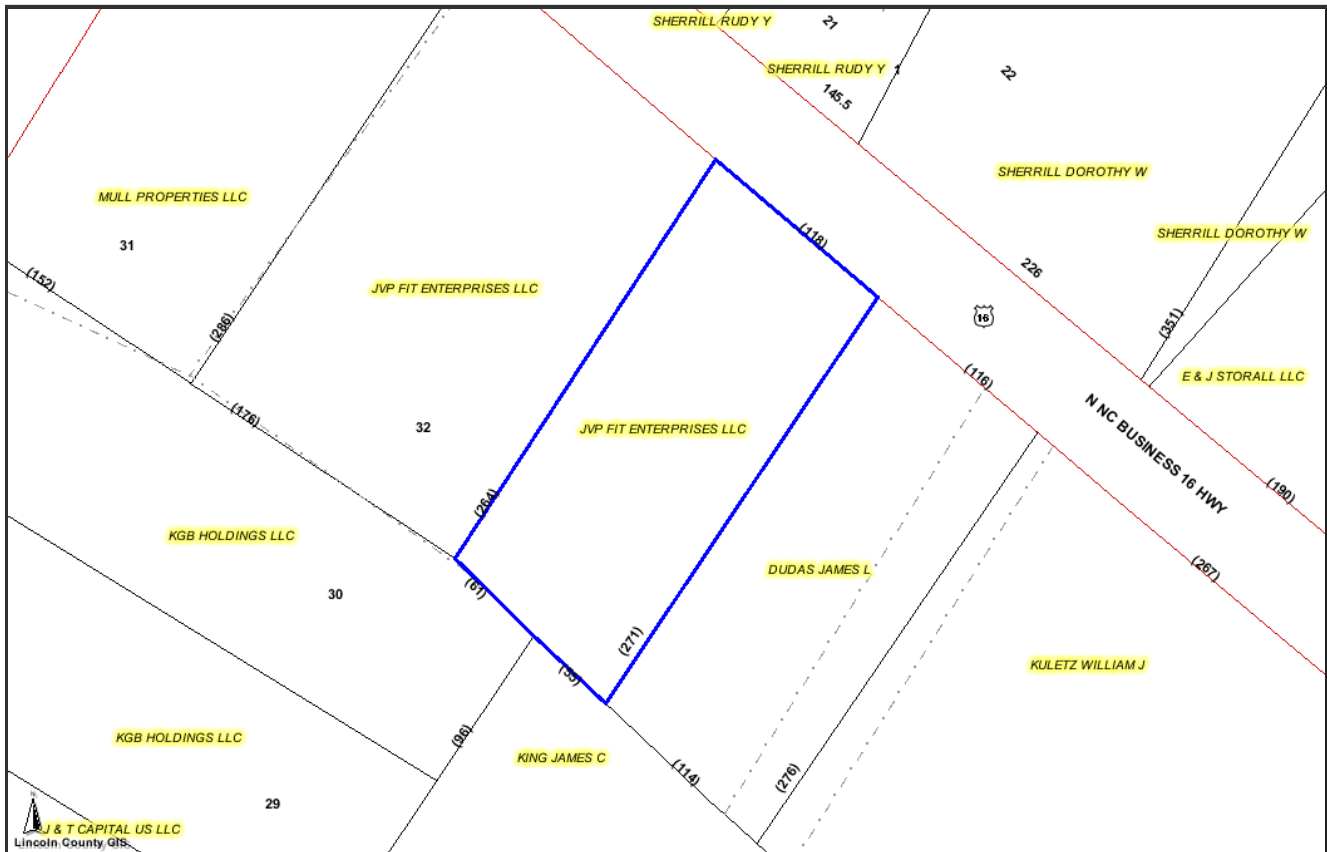 SHERRILL RUDY Y
21
SHERRILL RUDY Y
1
145.5
22
SHERRILL DOROTHY W
MULL PROPERTIES LLC
31
(118)
SHERRILL DOROTHY W
226
(152)
JVP FIT ENTERPRISES LLC
(286)
16
(351)
(116)
E & J STORALL LLC
(176)
32
JVP FIT ENTERPRISES LLC
N NC BUSINESS 16 HWY
(264)
(190)
KGB HOLDINGS LLC
30
(61)
DUDAS JAMES L
(267)
(271)
(55)
KULETZ WILLIAM J
KGB HOLDINGS LLC
(96)
KING JAMES C
(114)
(276)
29
N
J & T CAPITAL US LLC
Lincoln County GIS